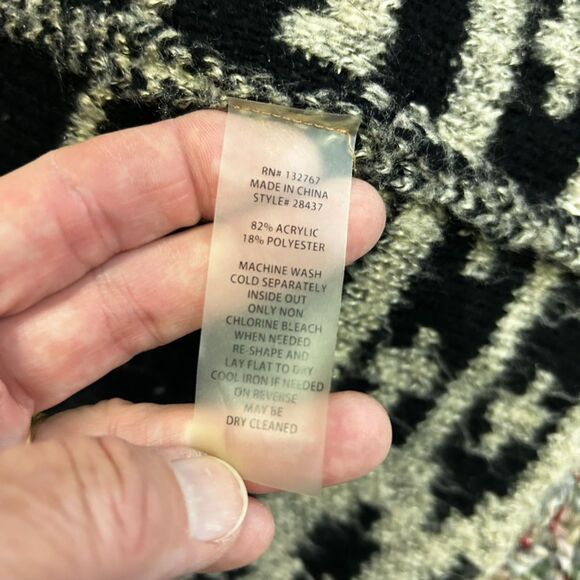 RN# 132767
MADE IN CHINA
STYLE# 28437
82% ACRYLIC
18% POLYESTER
MACHINE WASH
COLD SEPARATELY
INSIDE OUT
ONLY NON
CHLORINE BLEACH
WHEN NEEDED
RE-SHAPE AND
LAY FLAT TO DRY
COOL IRON IF NEEDED
ON REVERSE
MAY BE
DRY CLEANED